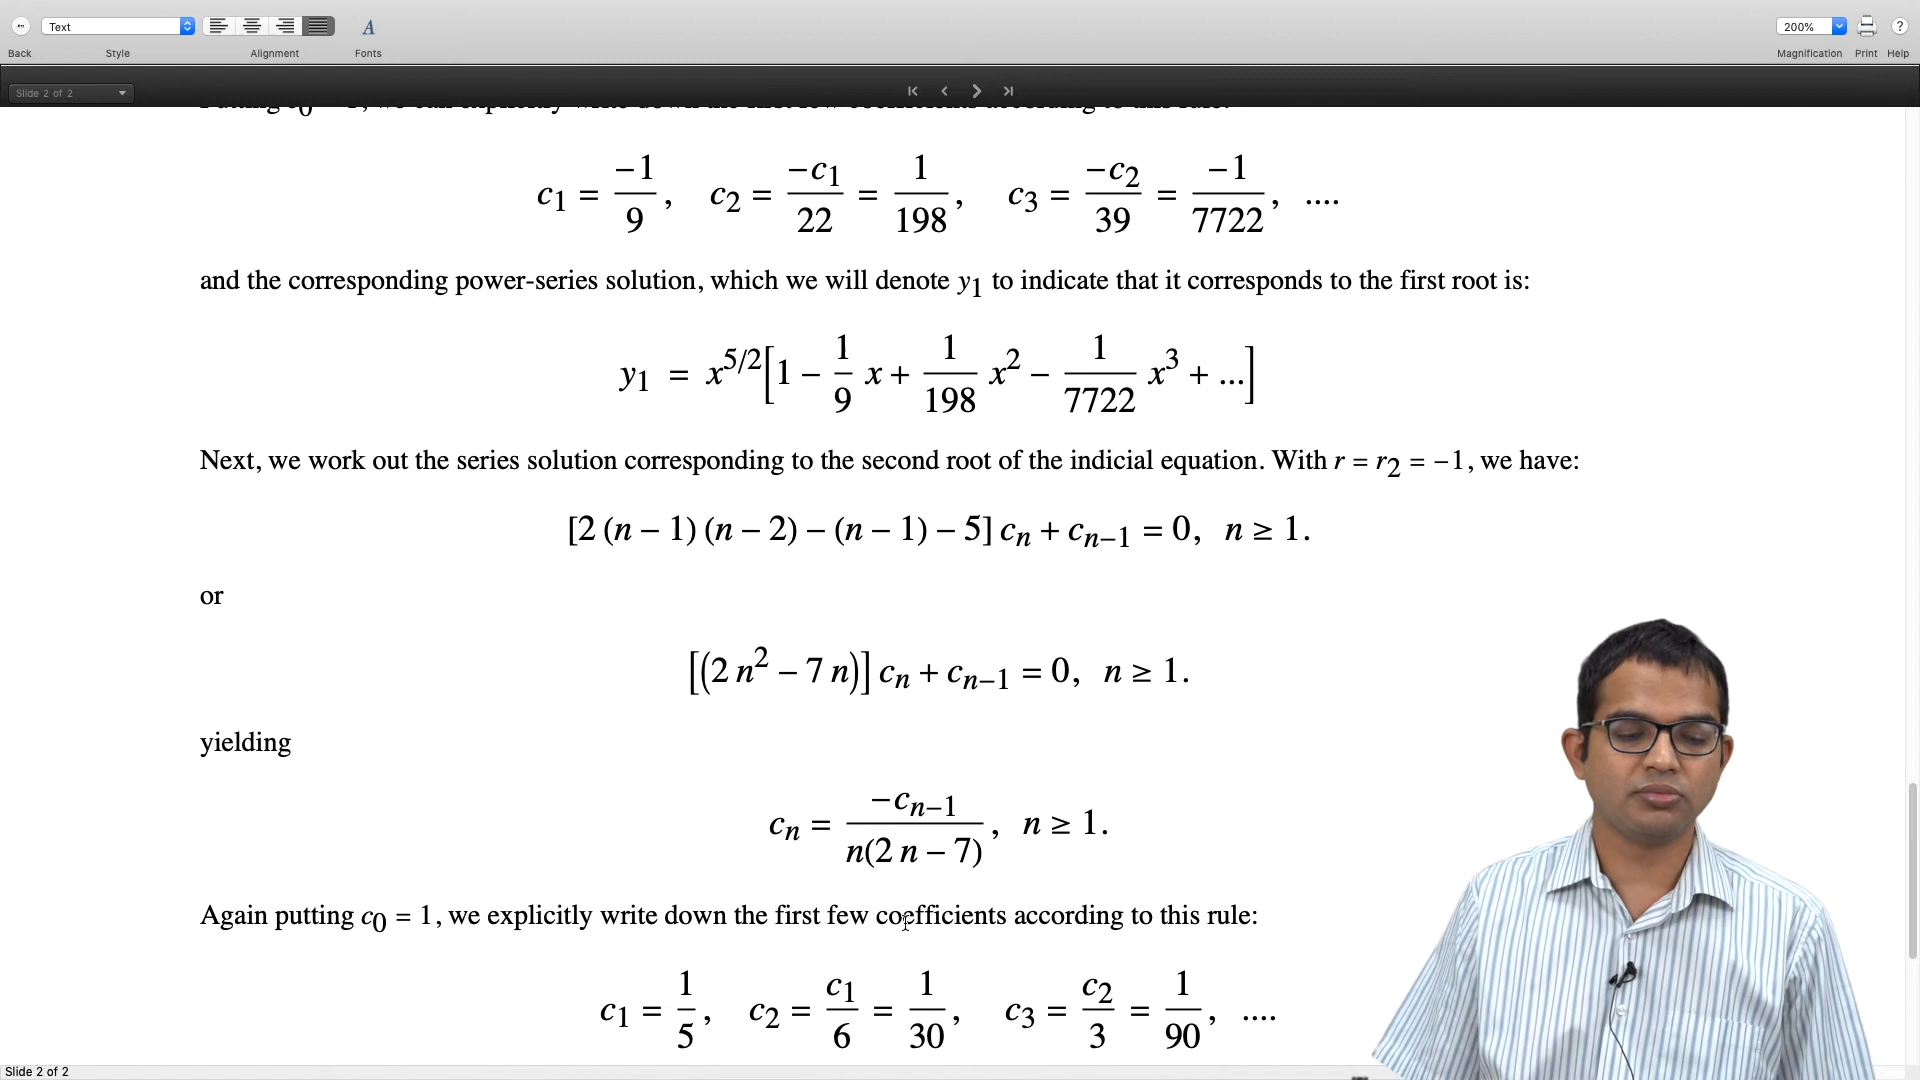 Text
200%
Back Style Alignment Fonts Magnification Print Help
Slide 2 of 2
c₁ = −1/9, c₂ = −c₁/22 = 1/198, c₃ = −c₂/39 = −1/7722, ....
and the corresponding power-series solution, which we will denote y₁ to indicate that it corresponds to the first root is:
y₁ = x^{5/2}[1 − 1/9 x + 1/198 x² − 1/7722 x³ + ...]
Next, we work out the series solution corresponding to the second root of the indicial equation. With r = r₂ = −1, we have:
[2 (n − 1) (n − 2) − (n − 1) − 5] cₙ + cₙ₋₁ = 0, n ≥ 1.
or
[(2 n² − 7 n)] cₙ + cₙ₋₁ = 0, n ≥ 1.
yielding
cₙ = −cₙ₋₁/n(2 n − 7), n ≥ 1.
Again putting c₀ = 1, we explicitly write down the first few coefficients according to this rule:
c₁ = 1/5, c₂ = c₁/6 = 1/30, c₃ = c₂/3 = 1/90, ....
Slide 2 of 2